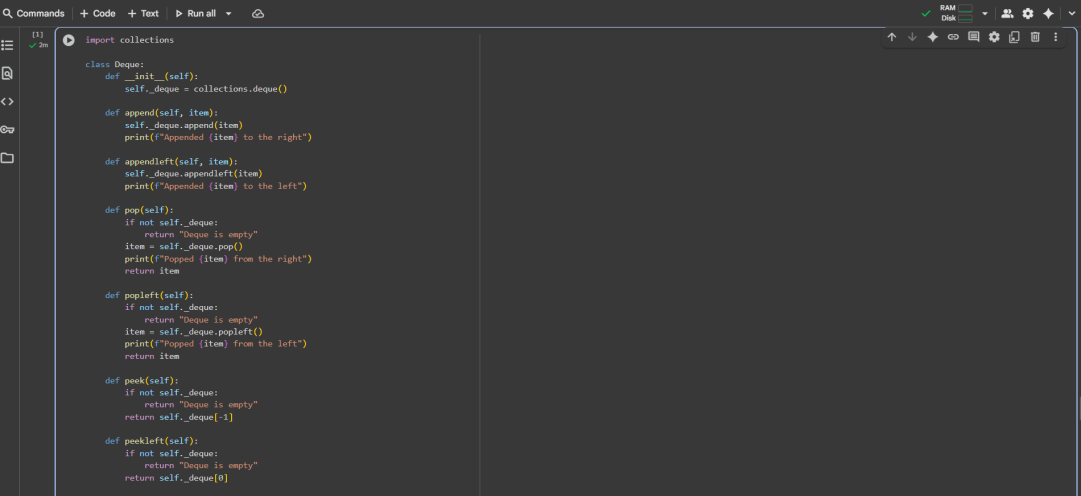 Commands + Code + Text Run all
RAM
Disk
[1]
2m
import collections
class Deque:
    def __init__(self):
        self._deque = collections.deque()
    def append(self, item):
        self._deque.append(item)
        print(f"Appended {item} to the right")
    def appendleft(self, item):
        self._deque.appendleft(item)
        print(f"Appended {item} to the left")
    def pop(self):
        if not self._deque:
            return "Deque is empty"
        item = self._deque.pop()
        print(f"Popped {item} from the right")
        return item
    def popleft(self):
        if not self._deque:
            return "Deque is empty"
        item = self._deque.popleft()
        print(f"Popped {item} from the left")
        return item
    def peek(self):
        if not self._deque:
            return "Deque is empty"
        return self._deque[-1]
    def peekleft(self):
        if not self._deque:
            return "Deque is empty"
        return self._deque[0]